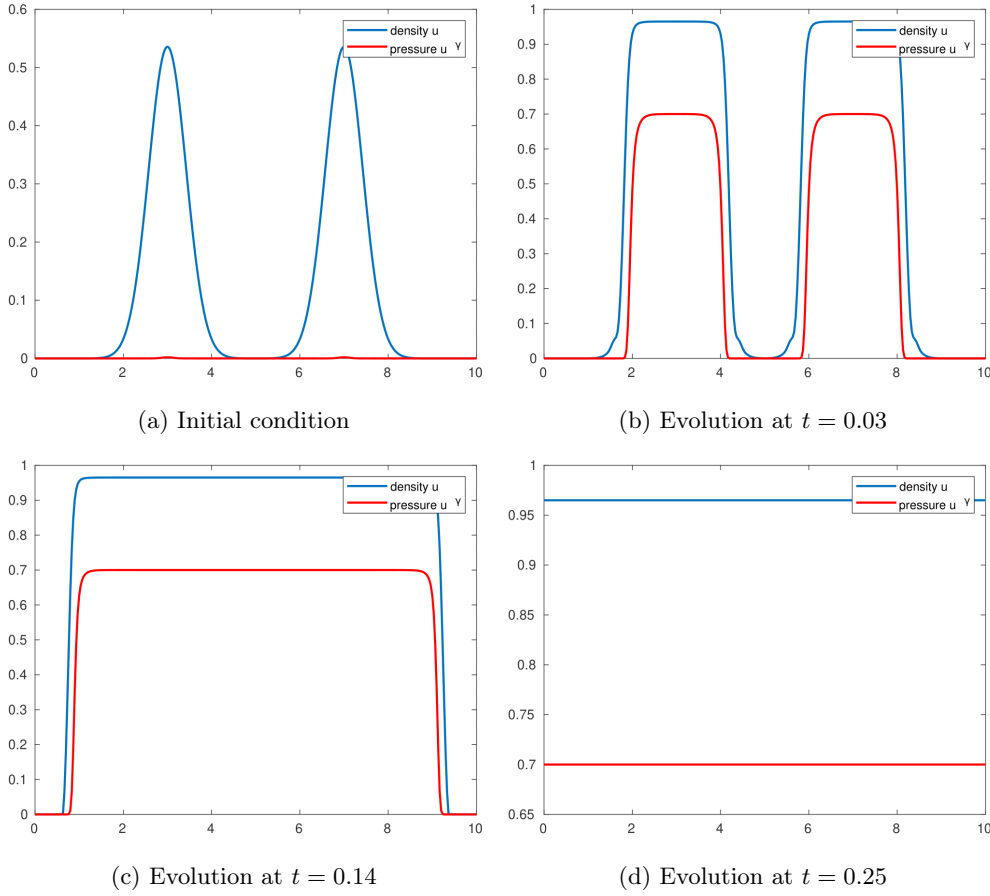 0.6
density u
pressure u γ
0.5
0.4
0.3
0.2
0.1
0
0 2 4 6 8 10
(a) Initial condition
1
density u
pressure u γ
0.9
0.8
0.7
0.6
0.5
0.4
0.3
0.2
0.1
0
0 2 4 6 8 10
(b) Evolution at t = 0.03
1
density u
pressure u γ
0.9
0.8
0.7
0.6
0.5
0.4
0.3
0.2
0.1
0
0 2 4 6 8 10
(c) Evolution at t = 0.14
1
density u
pressure u γ
0.95
0.9
0.85
0.8
0.75
0.7
0.65
0 2 4 6 8 10
(d) Evolution at t = 0.25